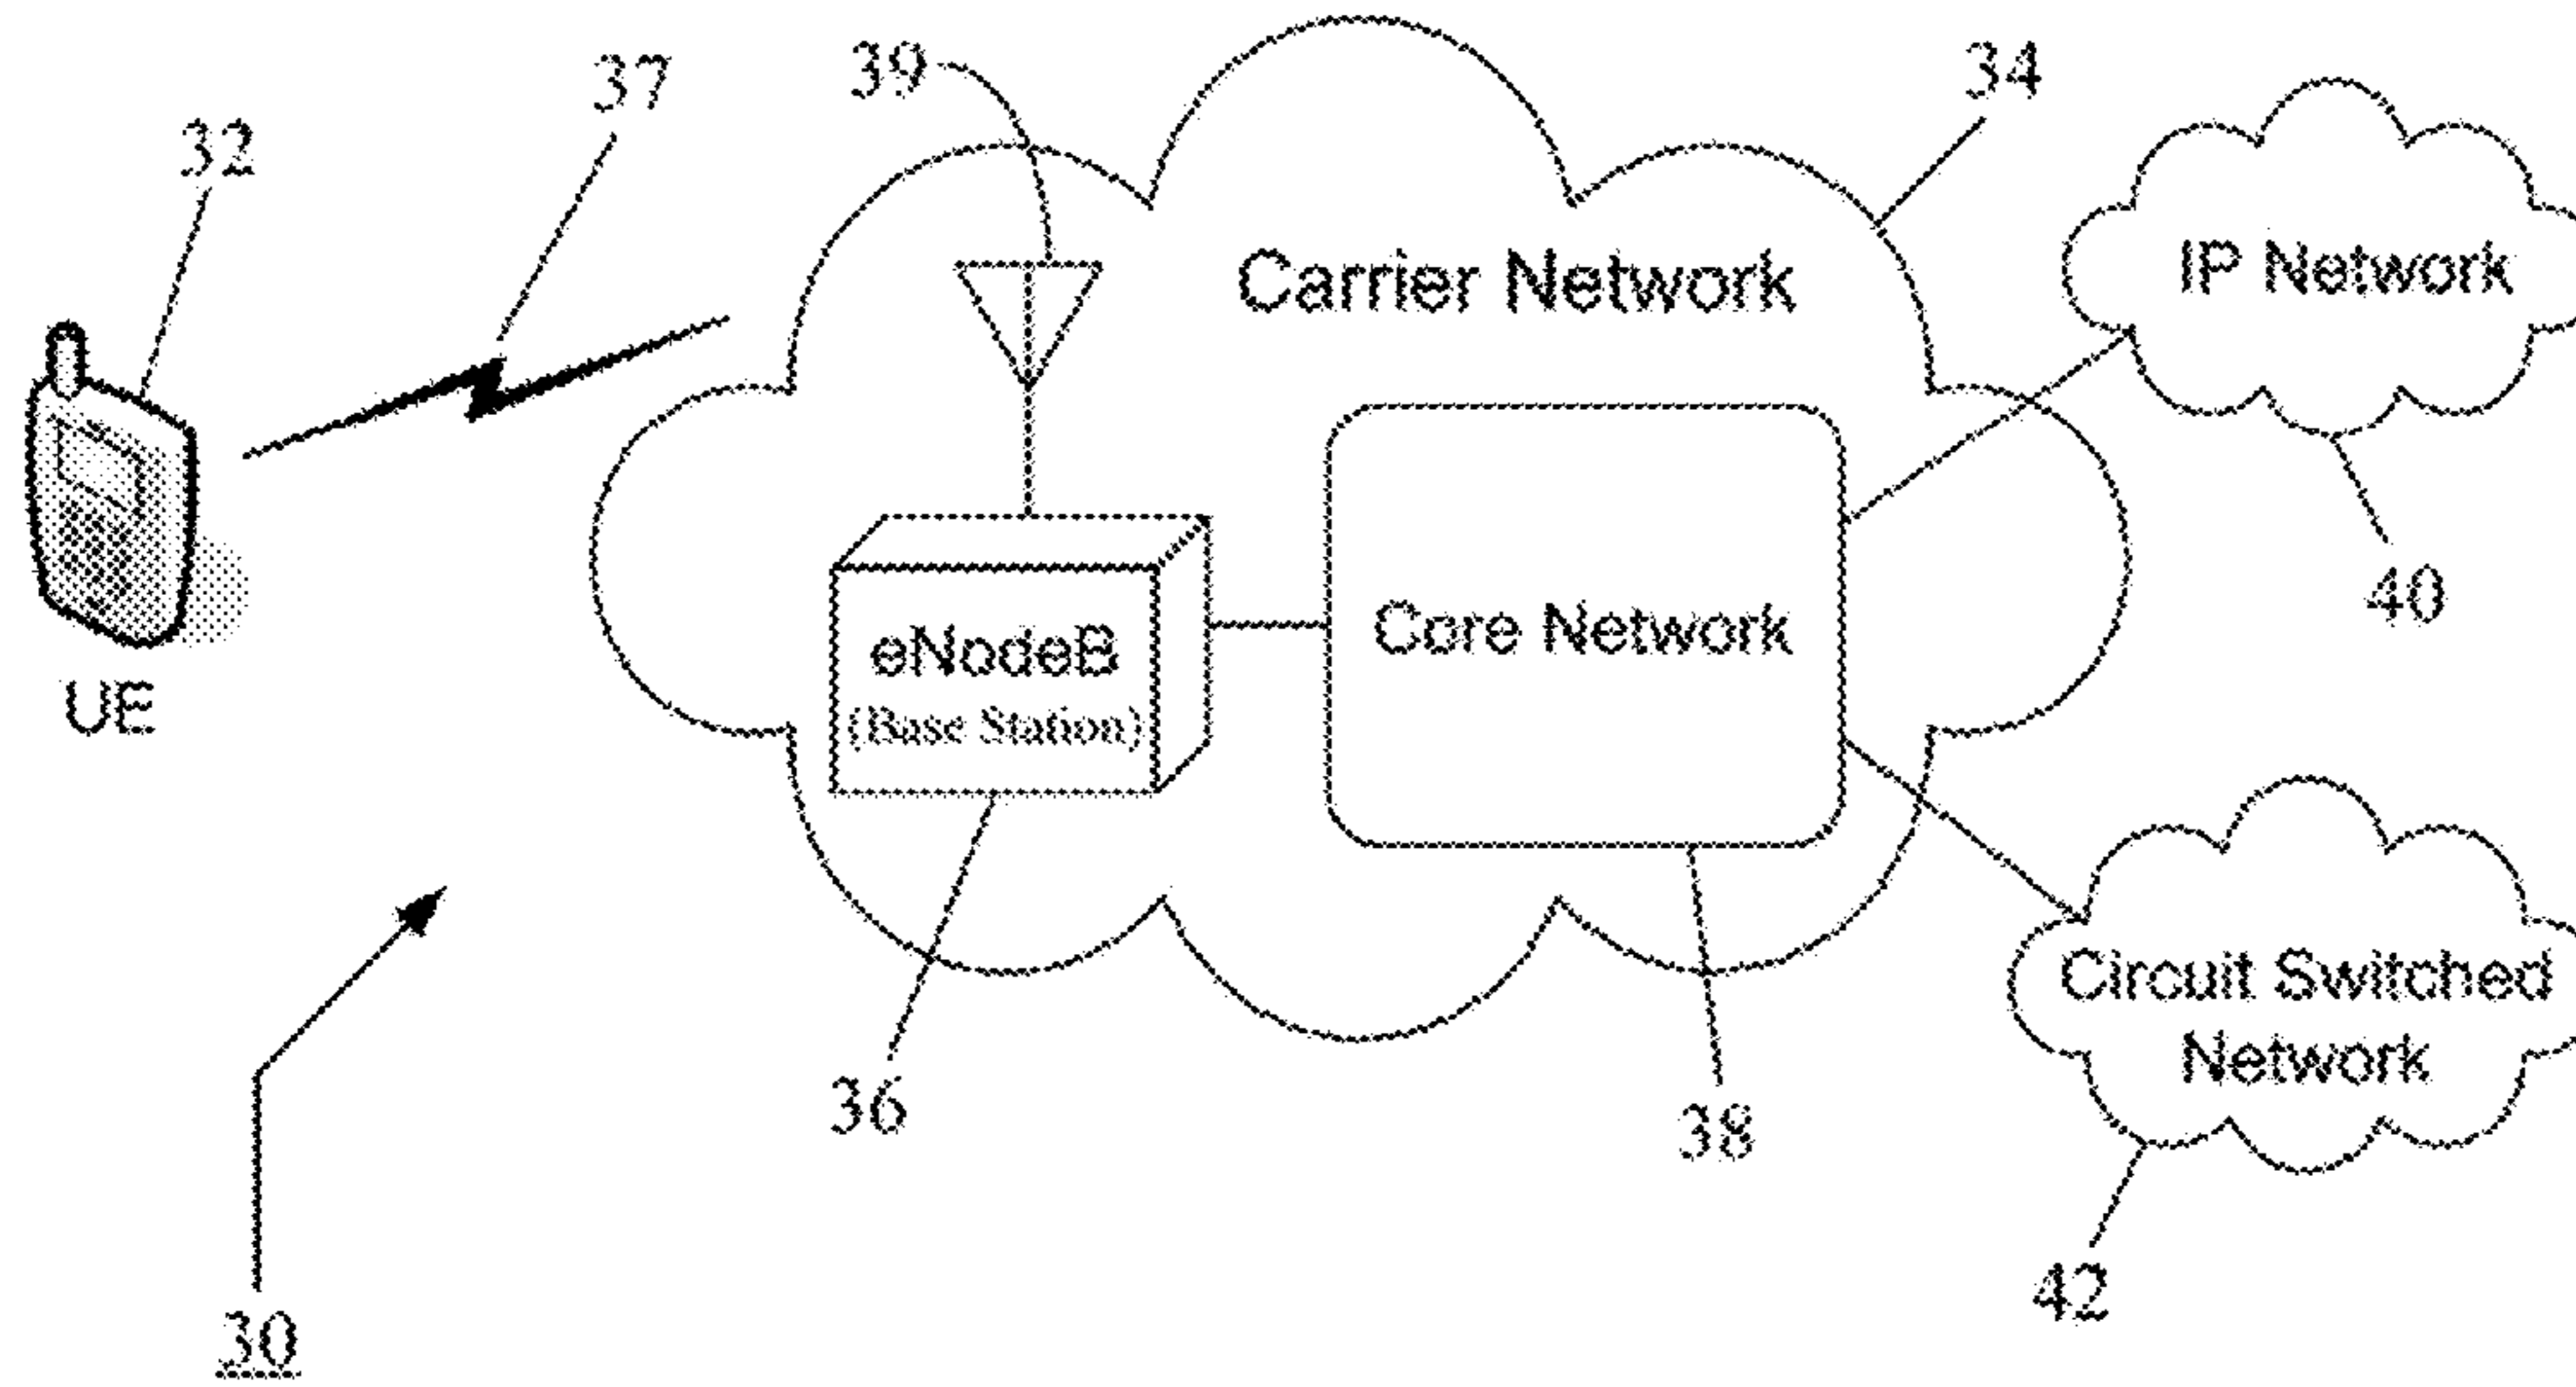 39
34
37
32
Carrier Network
IP Network
Core Network
40
eNodeB
(Base Station)
UE
Circuit Switched
Network
36
38
42
30